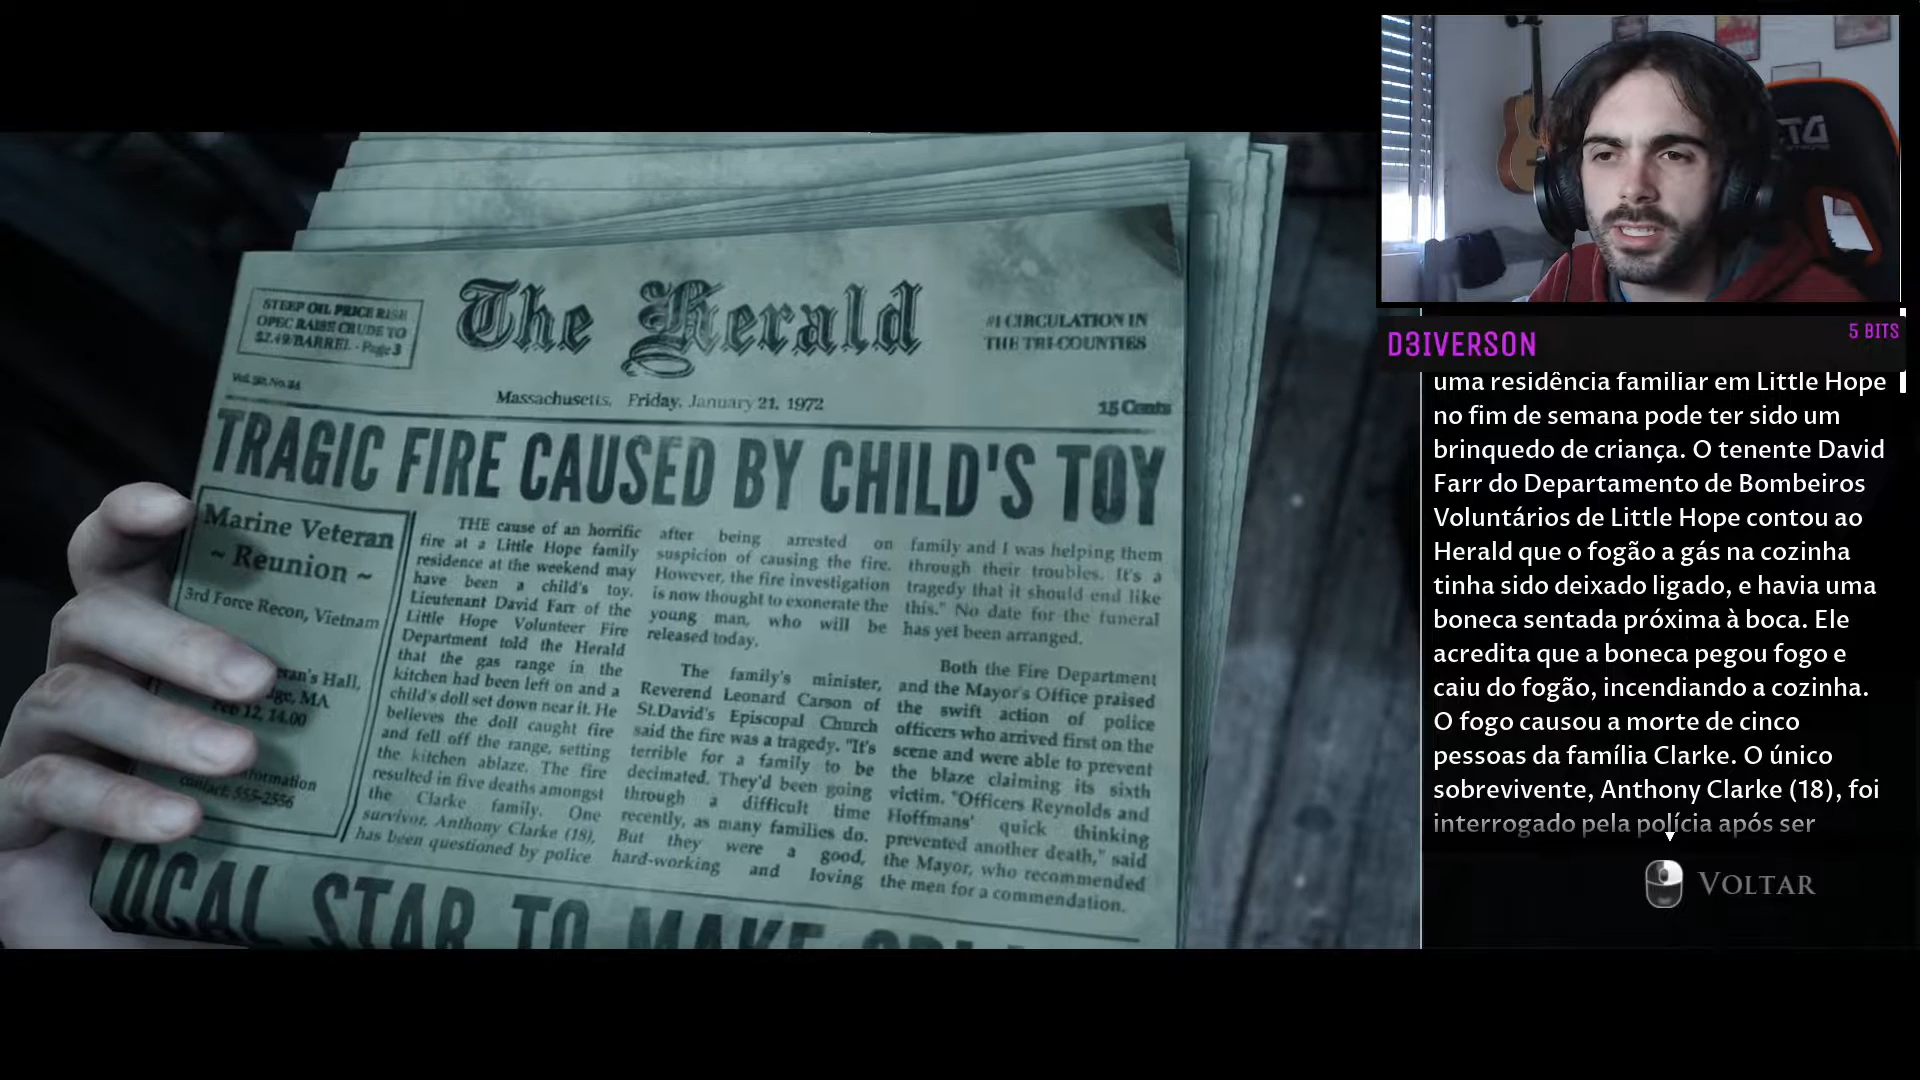 STEEP OIL PRICE RISE
OPEC RAISE CRUDE TO
$2.49/BARREL - Page 3
The Herald
#1 CIRCULATION IN
THE TRI-COUNTIES
Massachusetts, Friday, January 21, 1972
15 Cents
TRAGIC FIRE CAUSED BY CHILD'S TOY
Marine Veteran
~ Reunion ~
3rd Force Recon, Vietnam
Hall,
MA
Feb 12, 14.00
contact: 555-2556
THE cause of an horrific
fire at a Little Hope family
residence at the weekend may
have been a child's toy.
Lieutenant David Farr of the
Little Hope Volunteer Fire
Department told the Herald
that the gas range in the
kitchen had been left on and a
child's doll set down near it. He
believes the doll caught fire
and fell off the range, setting
the kitchen ablaze. The fire
resulted in five deaths amongst
the Clarke family. One
survivor, Anthony Clarke (18),
has been questioned by police
after being arrested on
suspicion of causing the fire.
However, the fire investigation
is now thought to exonerate the
young man, who will be
released today.
The family's minister,
Reverend Leonard Carson of
St.David's Episcopal Church
said the fire was a tragedy. "It's
terrible for a family to be
decimated. They'd been going
through a difficult time
recently, as many families do.
But they were a good,
hard-working and loving
family and I was helping them
through their troubles. It's a
tragedy that it should end like
this." No date for the funeral
has yet been arranged.
Both the Fire Department
and the Mayor's Office praised
the swift action of police
officers who arrived first on the
scene and were able to prevent
the blaze claiming its sixth
victim. "Officers Reynolds and
Hoffmans' quick thinking
prevented another death," said
the Mayor, who recommended
the men for a commendation.
OCAL STAR TO MAKE
D3IVERSON
5 BITS
uma residência familiar em Little Hope
no fim de semana pode ter sido um
brinquedo de criança. O tenente David
Farr do Departamento de Bombeiros
Voluntários de Little Hope contou ao
Herald que o fogão a gás na cozinha
tinha sido deixado ligado, e havia uma
boneca sentada próxima à boca. Ele
acredita que a boneca pegou fogo e
caiu do fogão, incendiando a cozinha.
O fogo causou a morte de cinco
pessoas da família Clarke. O único
sobrevivente, Anthony Clarke (18), foi
interrogado pela polícia após ser
VOLTAR